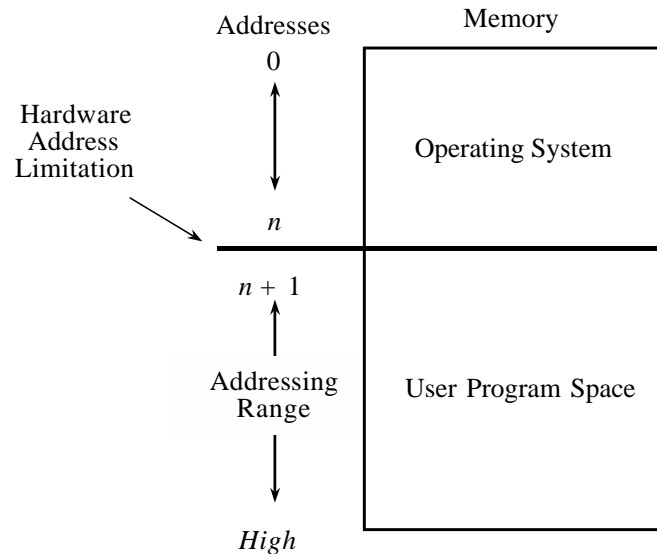 Addresses
Memory
0
Hardware
Address
Limitation
Operating System
n
n + 1
Addressing
Range
User Program Space
High